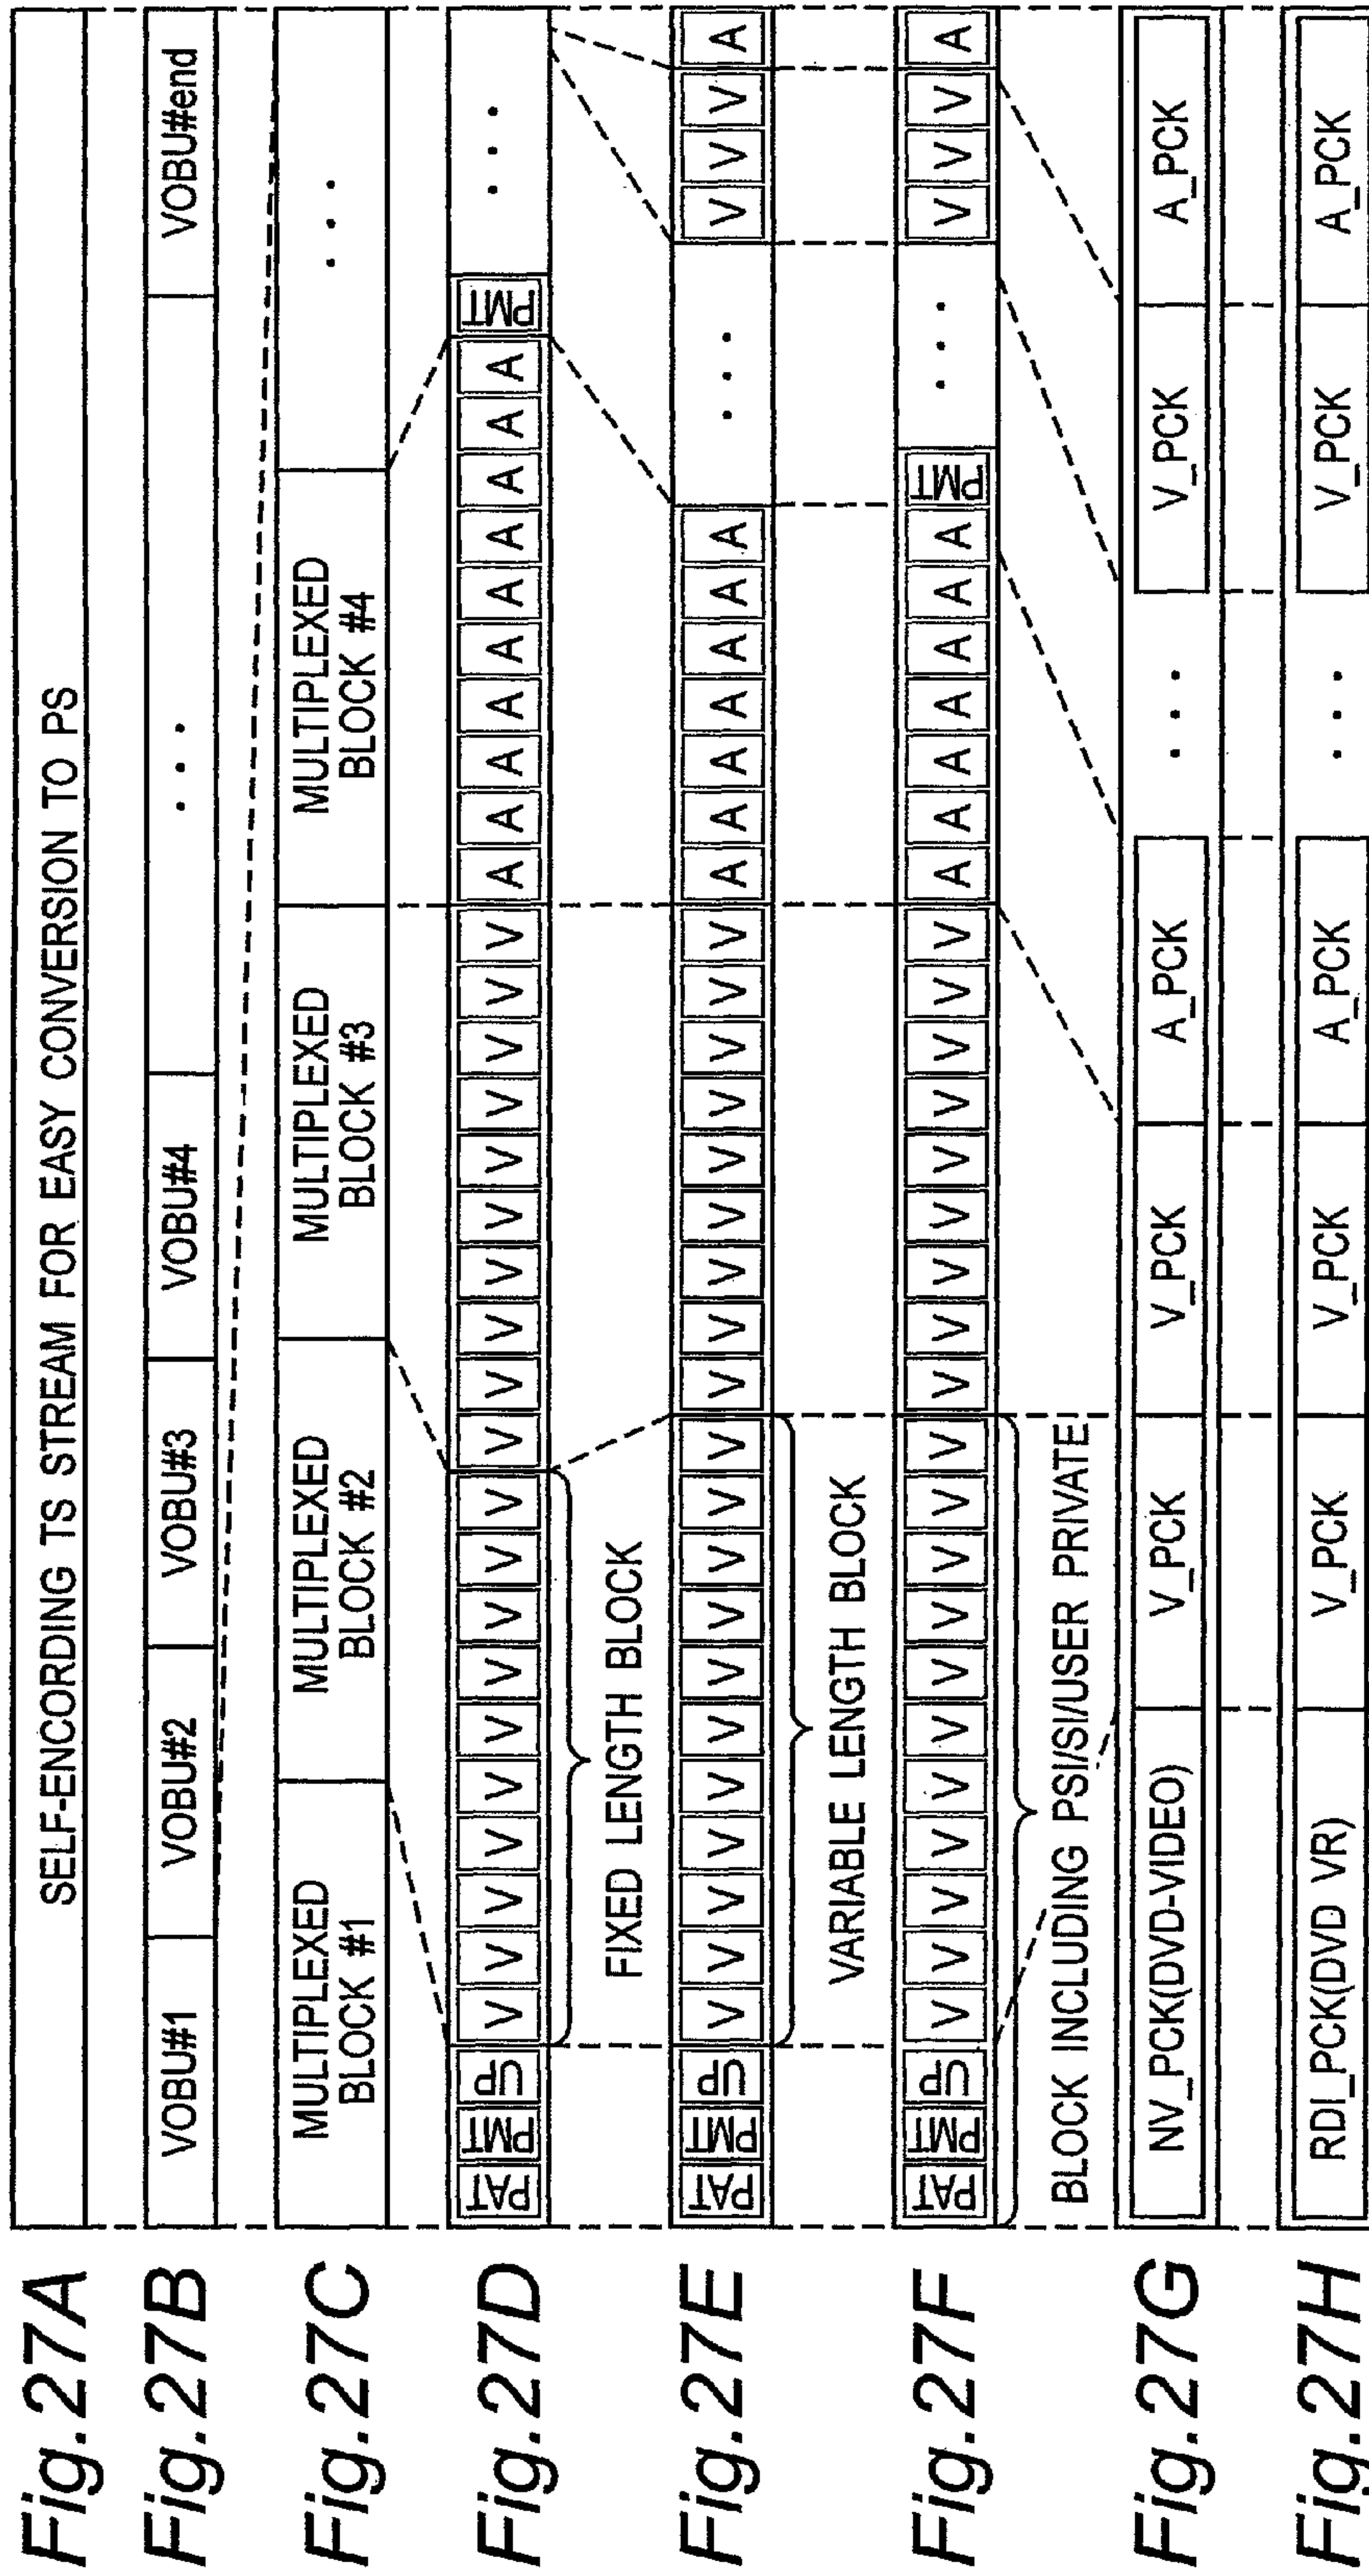 Fig.27A SELF-ENCORDING TS STREAM FOR EASY CONVERSION TO PS
Fig.27B VOBU#1 VOBU#2 VOBU#3 VOBU#4 ... VOBU#end
Fig.27C MULTIPLEXED BLOCK #1 MULTIPLEXED BLOCK #2 MULTIPLEXED BLOCK #3 MULTIPLEXED BLOCK #4 ...
Fig.27D PAT PMT UP V V V V V V V V V V V V V V V V V V V V A A A A A A A A A A PMT ...
FIXED LENGTH BLOCK
Fig.27E PAT PMT UP V V V V V V V V V V V V V V V V V V V V A A A A A A A ... V V V A
VARIABLE LENGTH BLOCK
Fig.27F PAT PMT UP V V V V V V V V V V V V V V V V V V V V A A A A A A A PMT ... V V V A
BLOCK INCLUDING PSI/SI/USER PRIVATE
Fig.27G NV_PCK(DVD-VIDEO) V_PCK V_PCK A_PCK ... V_PCK A_PCK
Fig.27H RDI_PCK(DVD VR) V_PCK V_PCK A_PCK ... V_PCK A_PCK